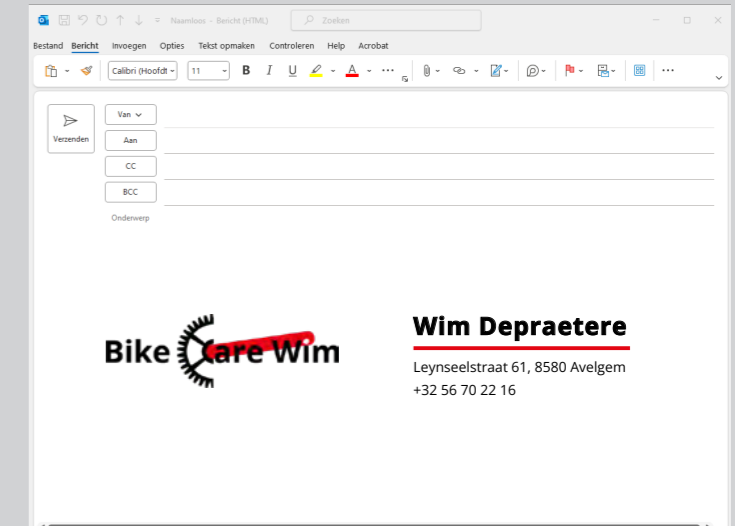 Naamloos - Bericht (HTML)
Zoeken
Bestand Bericht Invoegen Opties Tekst opmaken Controleren Help Acrobat
Calibri (Hoofdt 11 B I U A
Verzenden
Van
Aan
CC
BCC
Onderwerp
Bike Care Wim
Wim Depraetere
Leynseelstraat 61, 8580 Avelgem
+32 56 70 22 16